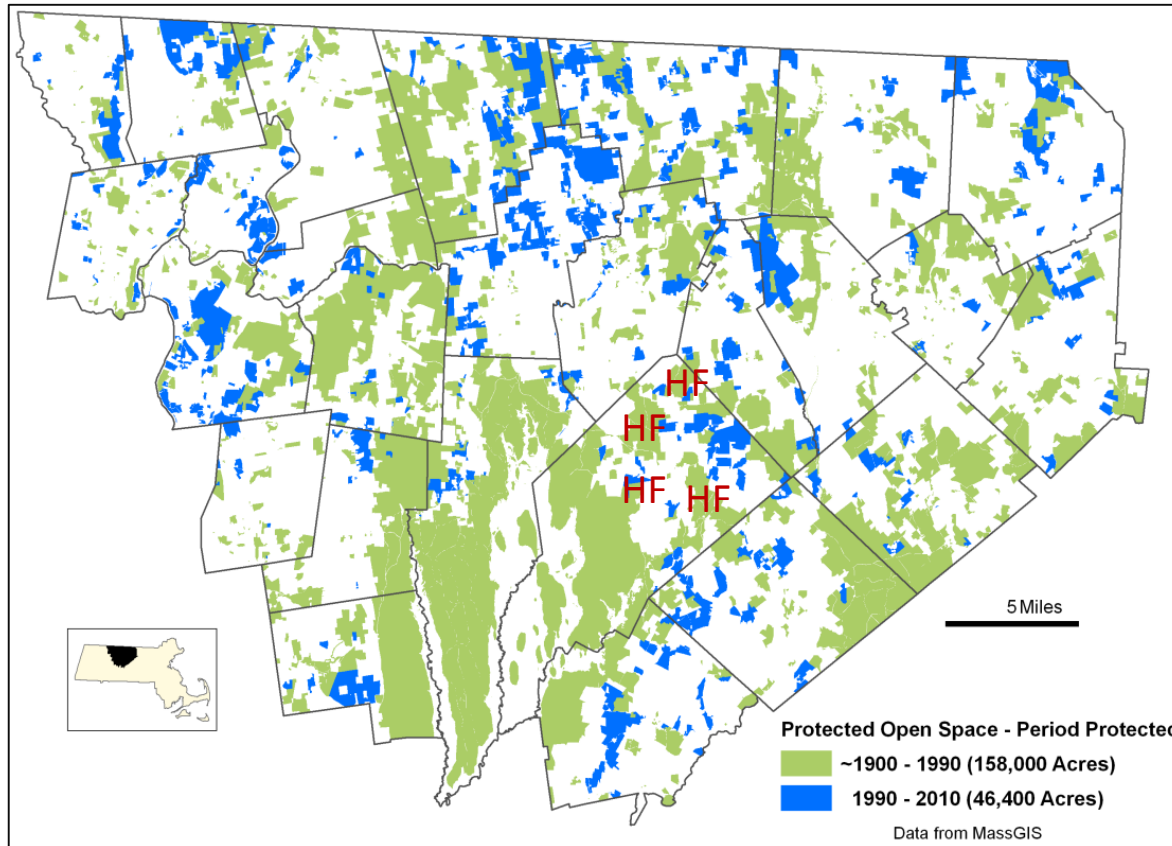 HF
HF
HF
HF
5 Miles
Protected Open Space - Period Protected
~1900 - 1990 (158,000 Acres)
1990 - 2010 (46,400 Acres)
Data from MassGIS